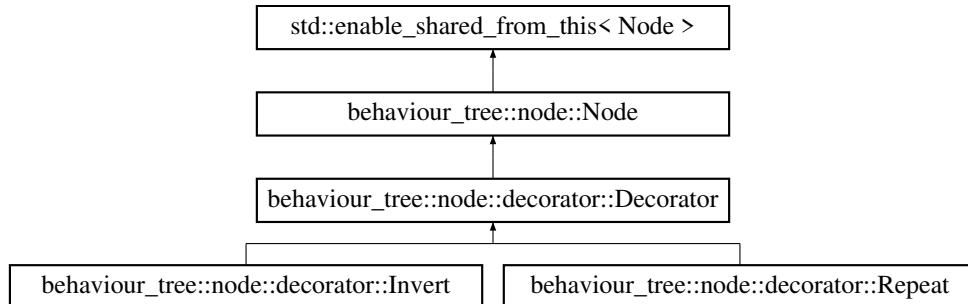 std::enable_shared_from_this< Node >
behaviour_tree::node::Node
behaviour_tree::node::decorator::Decorator
behaviour_tree::node::decorator::Invert
behaviour_tree::node::decorator::Repeat